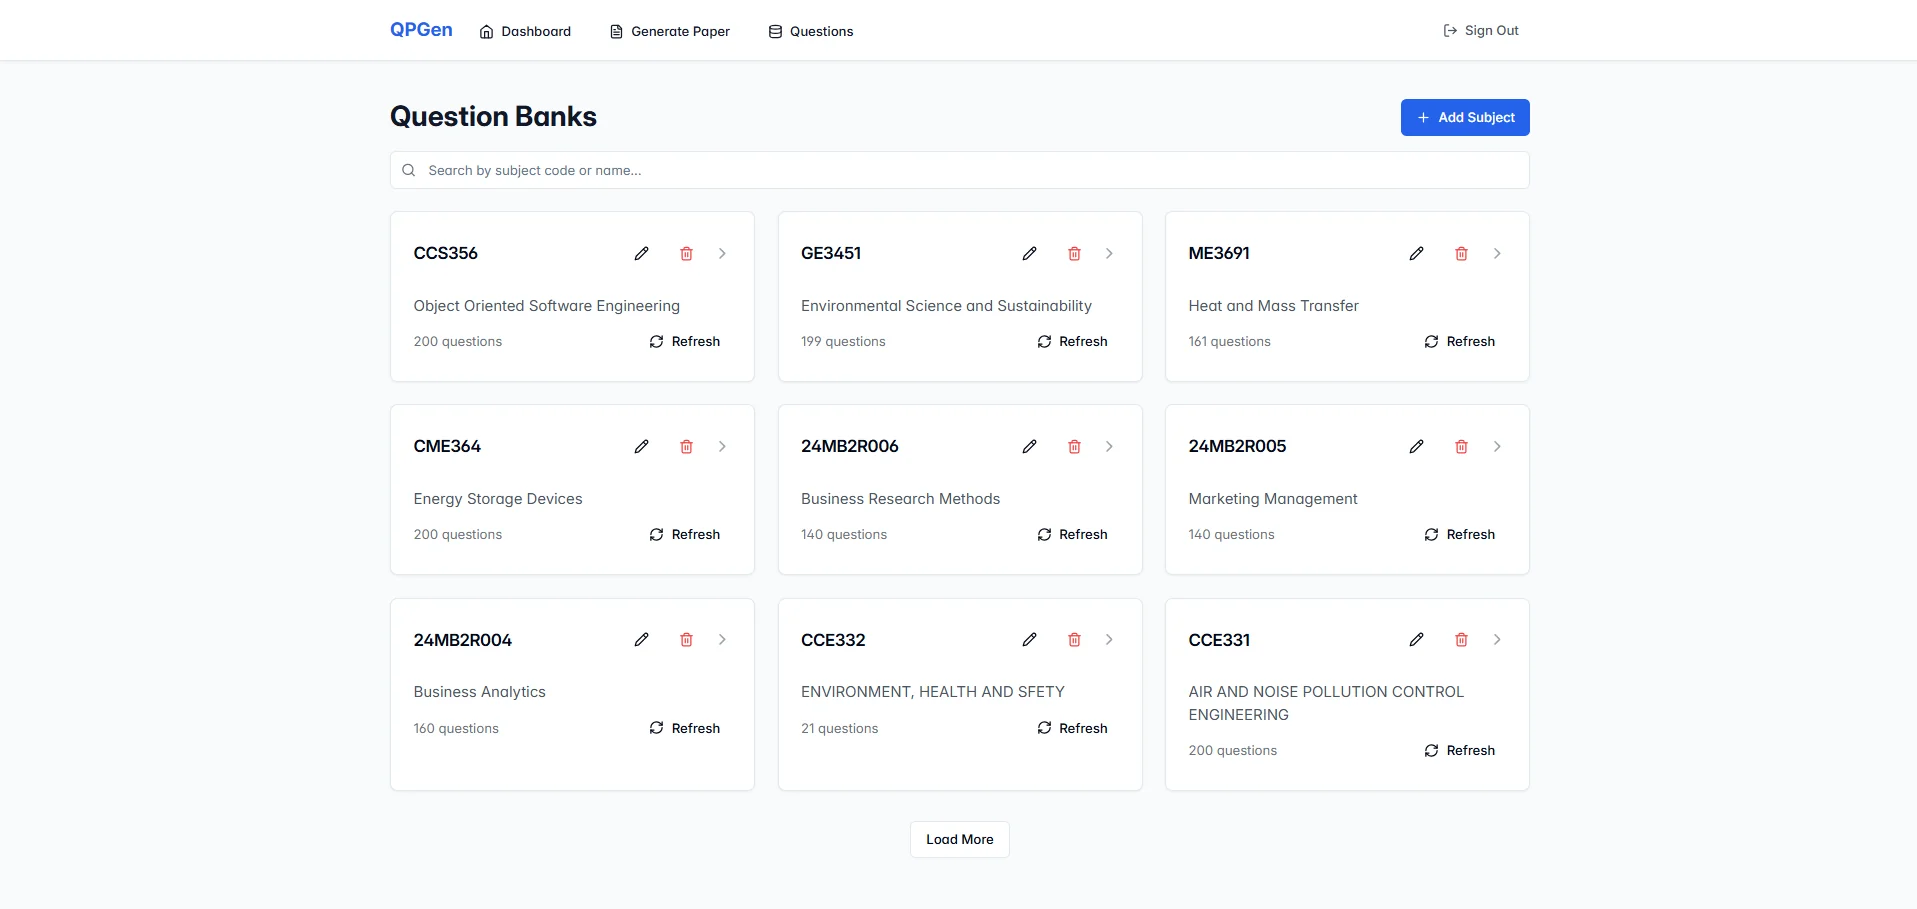 QPGen Dashboard Generate Paper Questions Sign Out
Question Banks Add Subject
Search by subject code or name...
CCS356
Object Oriented Software Engineering
200 questions Refresh
GE3451
Environmental Science and Sustainability
199 questions Refresh
ME3691
Heat and Mass Transfer
161 questions Refresh
CME364
Energy Storage Devices
200 questions Refresh
24MB2R006
Business Research Methods
140 questions Refresh
24MB2R005
Marketing Management
140 questions Refresh
24MB2R004
Business Analytics
160 questions Refresh
CCE332
ENVIRONMENT, HEALTH AND SFETY
21 questions Refresh
CCE331
AIR AND NOISE POLLUTION CONTROL
ENGINEERING
200 questions Refresh
Load More